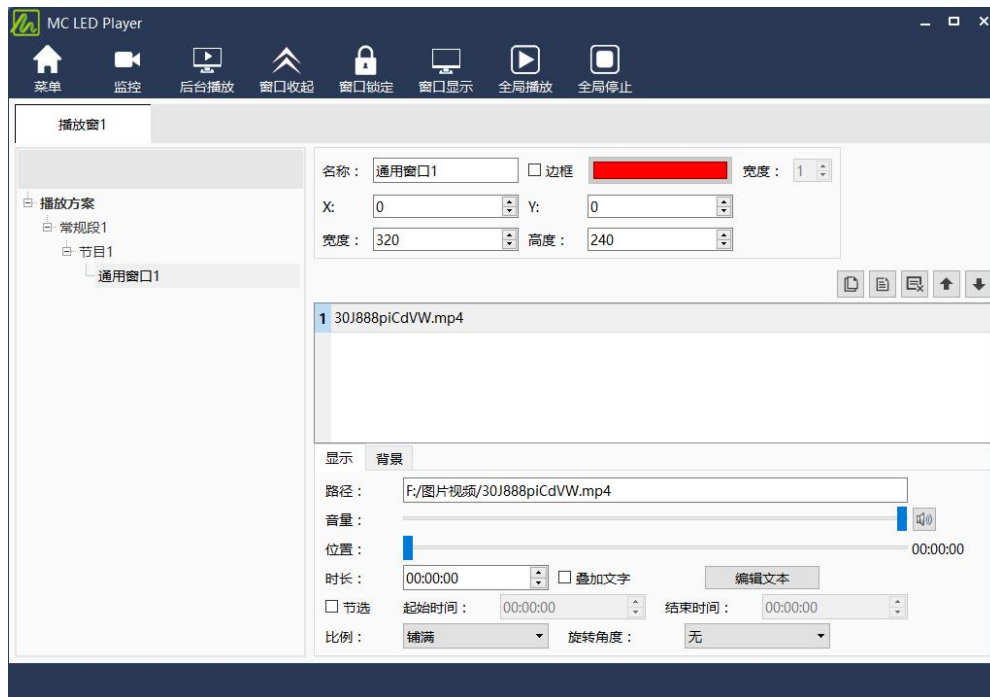 MC LED Player
菜单 监控 后台播放 窗口收起 窗口锁定 窗口显示 全局播放 全局停止
播放窗1
名称： 通用窗口1 边框 宽度： 1
播放方案
X: 0 Y: 0
常规段1
宽度： 320 高度： 240
节目1
通用窗口1
1 30J888piCdVW.mp4
显示 背景
路径： F:/图片视频/30J888piCdVW.mp4
音量：
位置： 00:00:00
时长： 00:00:00 叠加文字 编辑文本
节选 起始时间： 00:00:00 结束时间： 00:00:00
比例： 铺满 旋转角度： 无